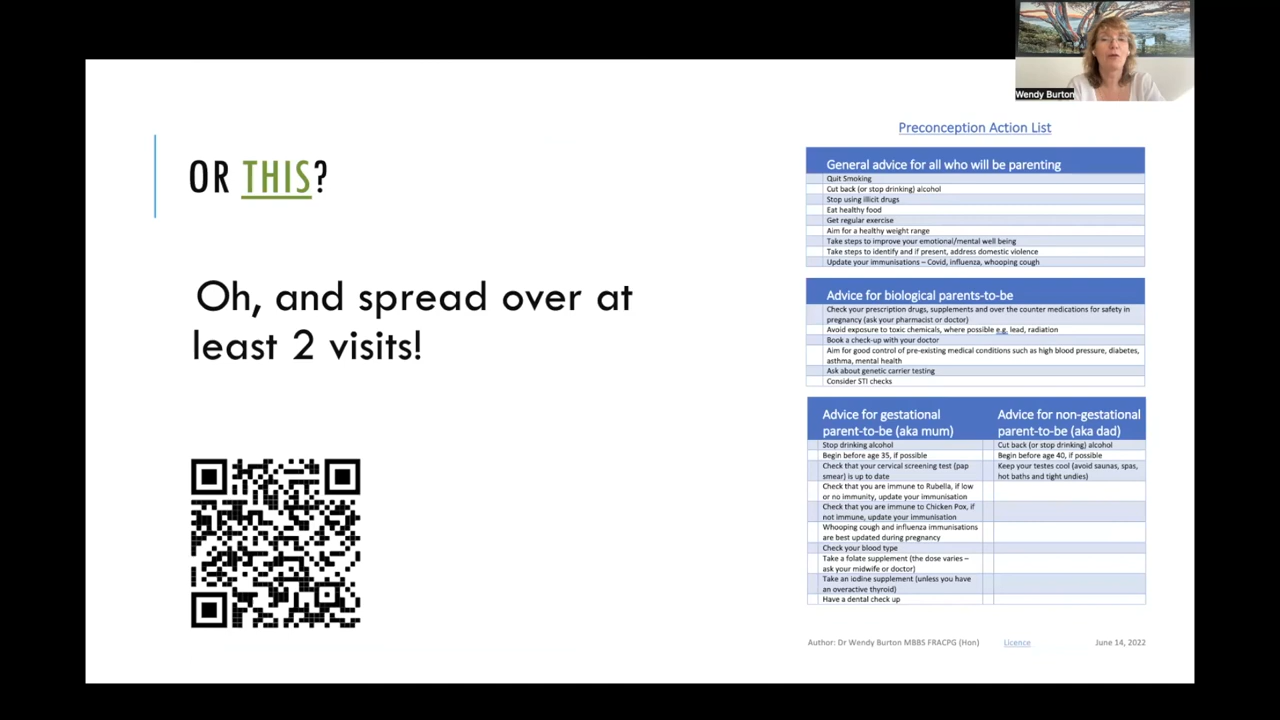 Wendy Burton
OR THIS?
Oh, and spread over at
least 2 visits!
Preconception Action List
General advice for all who will be parenting
Quit Smoking
Cut back (or stop drinking) alcohol
Stop using illicit drugs
Eat healthy food
Get regular exercise
Aim for a healthy weight range
Take steps to improve your emotional/mental well being
Take steps to identify and if present, address domestic violence
Update your immunisations – Covid, influenza, whooping cough
Advice for biological parents-to-be
Check your prescription drugs, supplements and over the counter medications for safety in
pregnancy (ask your pharmacist or doctor)
Avoid exposure to toxic chemicals, where possible e.g. lead, radiation
Book a check-up with your doctor
Aim for good control of pre-existing medical conditions such as high blood pressure, diabetes,
asthma, mental health
Ask about genetic carrier testing
Consider STI checks
Advice for gestational
parent-to-be (aka mum)
Stop drinking alcohol
Begin before age 35, if possible
Check that your cervical screening test (pap
smear) is up to date
Check that you are immune to Rubella, if low
or no immunity, update your immunisation
Check that you are immune to Chicken Pox, if
not immune, update your immunisation
Whooping cough and influenza immunisations
are best updated during pregnancy
Check your blood type
Take a folate supplement (the dose varies –
ask your midwife or doctor)
Take an iodine supplement (unless you have
an overactive thyroid)
Have a dental check up
Advice for non-gestational
parent-to-be (aka dad)
Cut back (or stop drinking) alcohol
Begin before age 40, if possible
Keep your testes cool (avoid saunas, spas,
hot baths and tight undies)
Author: Dr Wendy Burton MBBS FRACPG (Hon)
Licence
June 14, 2022